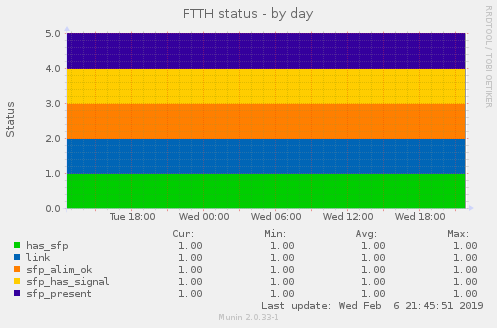 FTTH status - by day
RRDTOOL / TOBI OETIKER
Status
5.0
4.0
3.0
2.0
1.0
0.0
Tue 18:00 Wed 00:00 Wed 06:00 Wed 12:00 Wed 18:00
Cur: Min: Avg: Max:
has_sfp 1.00 1.00 1.00 1.00
link 1.00 1.00 1.00 1.00
sfp_alim_ok 1.00 1.00 1.00 1.00
sfp_has_signal 1.00 1.00 1.00 1.00
sfp_present 1.00 1.00 1.00 1.00
Last update: Wed Feb 6 21:45:51 2019
Munin 2.0.33-1